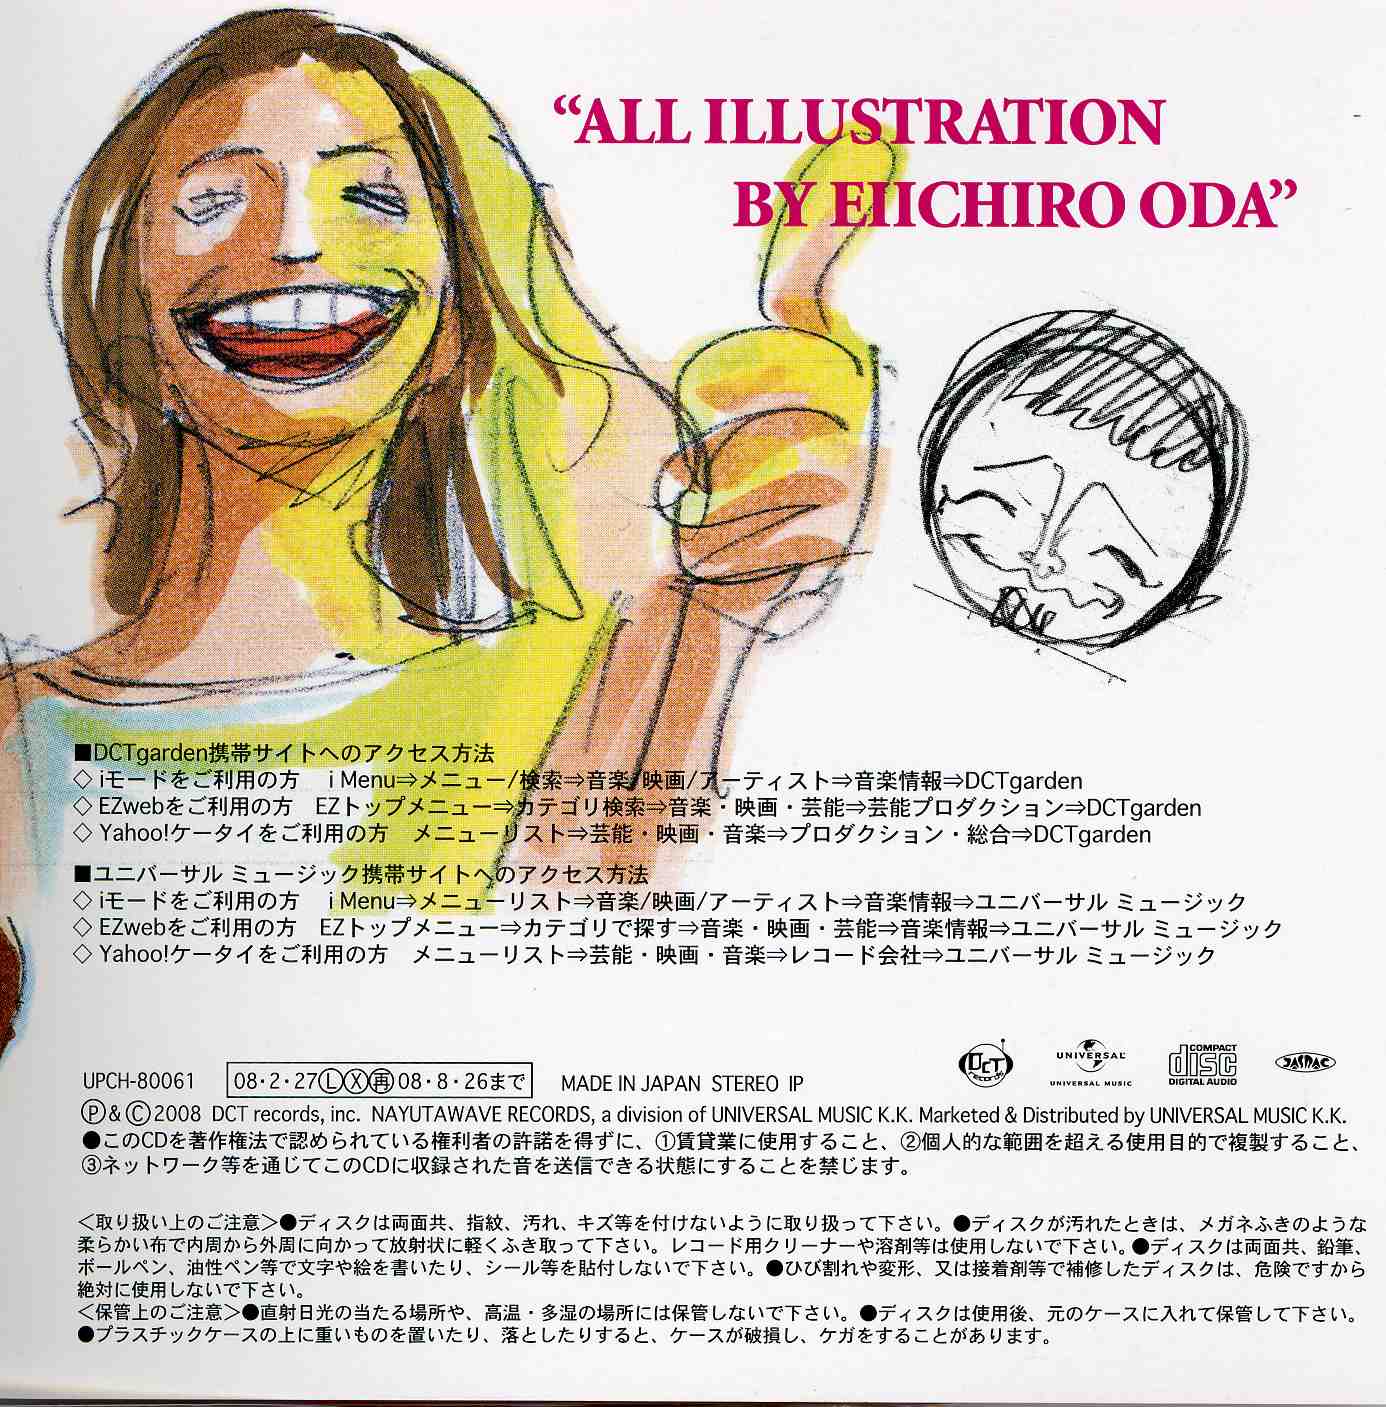 “ALL ILLUSTRATION
BY EIICHIRO ODA”
■DCTgarden携帯サイトへのアクセス方法
◇ iモードをご利用の方　i Menu⇒メニュー/検索⇒音楽/映画/アーティスト⇒音楽情報⇒DCTgarden
◇ EZwebをご利用の方　EZトップメニュー⇒カテゴリ検索⇒音楽・映画・芸能⇒芸能プロダクション⇒DCTgarden
◇ Yahoo!ケータイをご利用の方　メニューリスト⇒芸能・映画・音楽⇒プロダクション・総合⇒DCTgarden
■ユニバーサル ミュージック携帯サイトへのアクセス方法
◇ iモードをご利用の方　i Menu⇒メニューリスト⇒音楽/映画/アーティスト⇒音楽情報⇒ユニバーサル ミュージック
◇ EZwebをご利用の方　EZトップメニュー⇒カテゴリで探す⇒音楽・映画・芸能⇒音楽情報⇒ユニバーサル ミュージック
◇ Yahoo!ケータイをご利用の方　メニューリスト⇒芸能・映画・音楽⇒レコード会社⇒ユニバーサル ミュージック
DCT records
UNIVERSAL
UNIVERSAL MUSIC
COMPACT disc DIGITAL AUDIO
JASRAC
UPCH-80061　08・2・27ⓁⓍ㊢08・8・26まで　MADE IN JAPAN STEREO IP
Ⓟ&Ⓒ2008 DCT records, inc. NAYUTAWAVE RECORDS, a division of UNIVERSAL MUSIC K.K. Marketed & Distributed by UNIVERSAL MUSIC K.K.
●このCDを著作権法で認められている権利者の許諾を得ずに、①賃貸業に使用すること、②個人的な範囲を超える使用目的で複製すること、
③ネットワーク等を通じてこのCDに収録された音を送信できる状態にすることを禁じます。
＜取り扱い上のご注意＞●ディスクは両面共、指紋、汚れ、キズ等を付けないように取り扱って下さい。●ディスクが汚れたときは、メガネふきのような
柔らかい布で内周から外周に向かって放射状に軽くふき取って下さい。レコード用クリーナーや溶剤等は使用しないで下さい。●ディスクは両面共、鉛筆、
ボールペン、油性ペン等で文字や絵を書いたり、シール等を貼付しないで下さい。●ひび割れや変形、又は接着剤等で補修したディスクは、危険ですから
絶対に使用しないで下さい。
＜保管上のご注意＞●直射日光の当たる場所や、高温・多湿の場所には保管しないで下さい。●ディスクは使用後、元のケースに入れて保管して下さい。
●プラスチックケースの上に重いものを置いたり、落としたりすると、ケースが破損し、ケガをすることがあります。